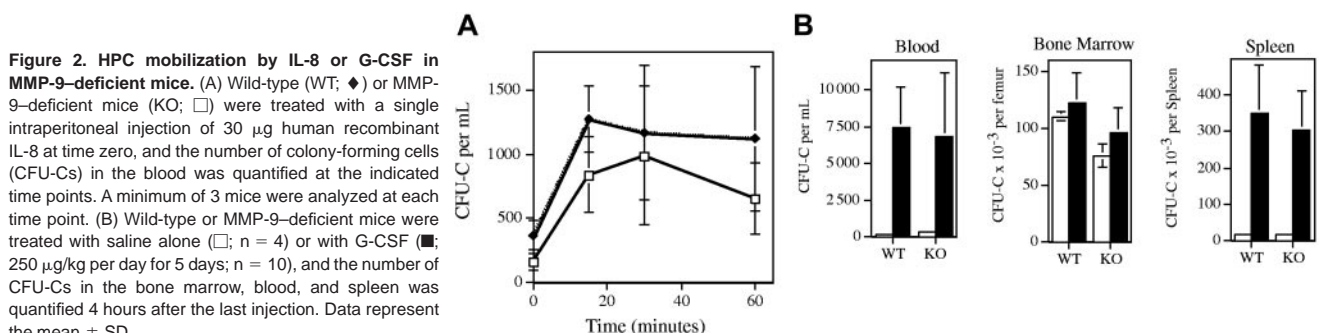 Figure 2. HPC mobilization by IL-8 or G-CSF in
MMP-9–deficient mice. (A) Wild-type (WT; ◆) or MMP-
9–deficient mice (KO; □) were treated with a single
intraperitoneal injection of 30 μg human recombinant
IL-8 at time zero, and the number of colony-forming cells
(CFU-Cs) in the blood was quantified at the indicated
time points. A minimum of 3 mice were analyzed at each
time point. (B) Wild-type or MMP-9–deficient mice were
treated with saline alone (□; n = 4) or with G-CSF (■;
250 μg/kg per day for 5 days; n = 10), and the number of
CFU-Cs in the bone marrow, blood, and spleen was
quantified 4 hours after the last injection. Data represent
the mean ± SD.
A
CFU-C per mL
1500
1000
500
0
0 20 40 60
Time (minutes)
B
Blood
CFU-C per mL
10 000
7500
5 000
2500
0
WT KO
Bone Marrow
CFU-C x 10-3 per femur
150
100
50
0
WT KO
Spleen
CFU-C x 10-3 per Spleen
400
300
200
100
0
WT KO